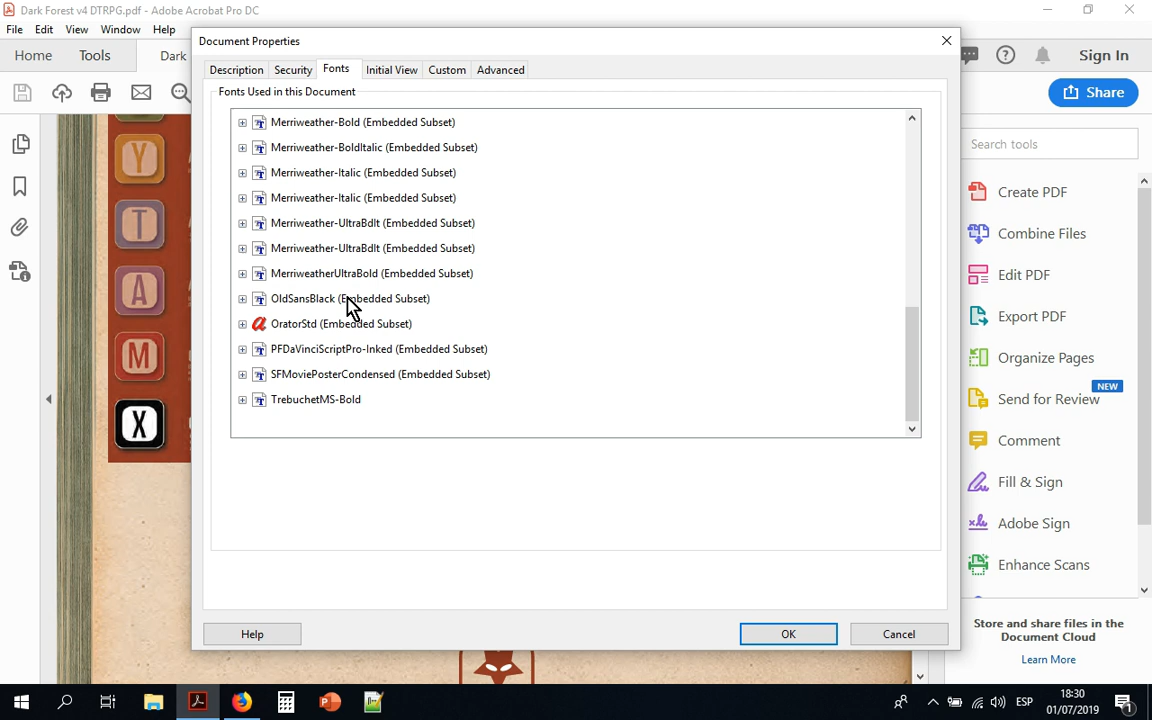 Dark Forest v4 DTRPG.pdf - Adobe Acrobat Pro DC
File Edit View Window Help
Home Tools Dark
Sign In
Share
Document Properties
Description Security Fonts Initial View Custom Advanced
Fonts Used in this Document
Merriweather-Bold (Embedded Subset)
Merriweather-BoldItalic (Embedded Subset)
Merriweather-Italic (Embedded Subset)
Merriweather-Italic (Embedded Subset)
Merriweather-UltraBdIt (Embedded Subset)
Merriweather-UltraBdIt (Embedded Subset)
MerriweatherUltraBold (Embedded Subset)
OldSansBlack (Embedded Subset)
OratorStd (Embedded Subset)
PFDaVinciScriptPro-Inked (Embedded Subset)
SFMoviePosterCondensed (Embedded Subset)
TrebuchetMS-Bold
Help OK Cancel
Y
T
A
M
X
Search tools
Create PDF
Combine Files
Edit PDF
Export PDF
Organize Pages
NEW
Send for Review
Comment
Fill & Sign
Adobe Sign
Enhance Scans
Store and share files in the
Document Cloud
Learn More
ESP
18:30
01/07/2019
1